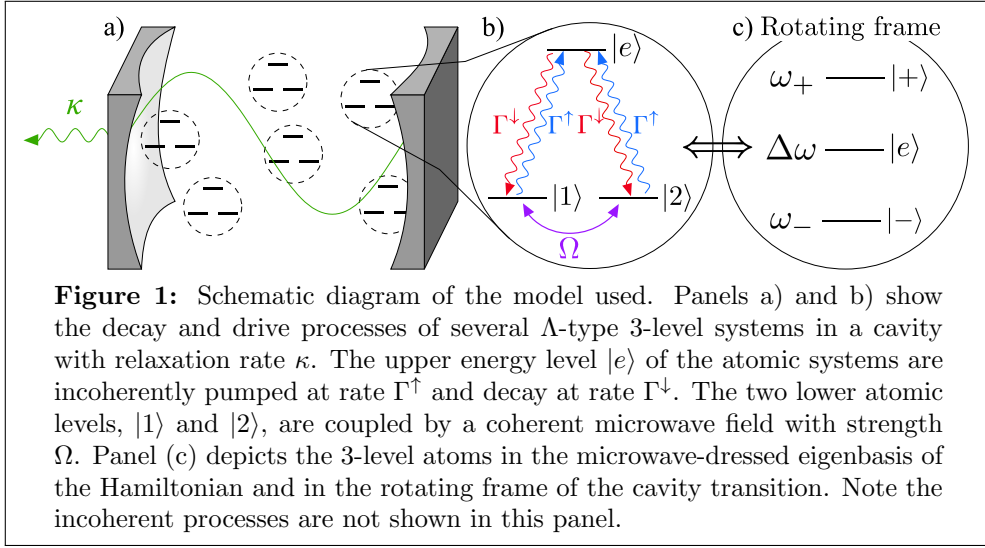 a)
κ
b)
|e⟩
Γ↓
Γ↑
Γ↓
Γ↑
|1⟩
|2⟩
Ω
c) Rotating frame
ω₊
|+⟩
Δω
|e⟩
ω₋
|−⟩
Figure 1: Schematic diagram of the model used. Panels a) and b) show
the decay and drive processes of several Λ-type 3-level systems in a cavity
with relaxation rate κ. The upper energy level |e⟩ of the atomic systems are
incoherently pumped at rate Γ↑ and decay at rate Γ↓. The two lower atomic
levels, |1⟩ and |2⟩, are coupled by a coherent microwave field with strength
Ω. Panel (c) depicts the 3-level atoms in the microwave-dressed eigenbasis of
the Hamiltonian and in the rotating frame of the cavity transition. Note the
incoherent processes are not shown in this panel.